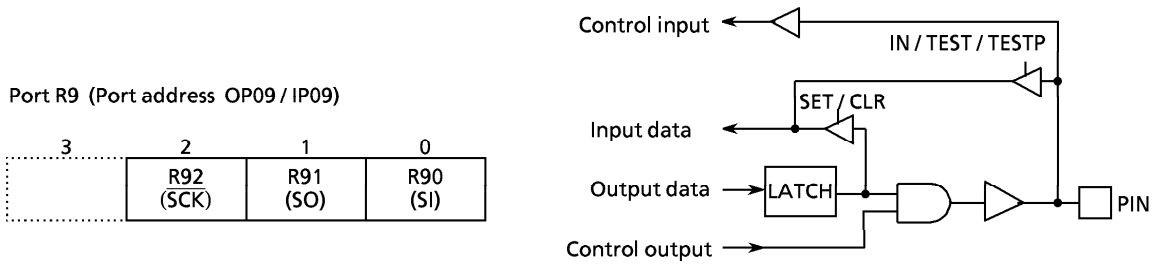 Port R9 (Port address OP09 / IP09)
3 2 1 0
R92 R91 R90
(SCK) (SO) (SI)
Control input
IN / TEST / TESTP
SET / CLR
Input data
Output data
LATCH
PIN
Control output